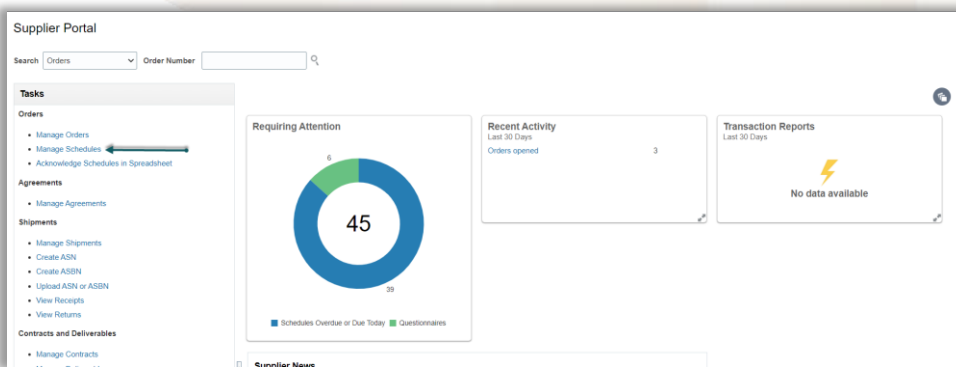 Supplier Portal
Search Orders Order Number
Tasks
Orders
Manage Orders
Manage Schedules
Acknowledge Schedules in Spreadsheet
Agreements
Manage Agreements
Shipments
Manage Shipments
Create ASN
Create ASBN
Upload ASN or ASBN
View Receipts
View Returns
Contracts and Deliverables
Manage Contracts
Requiring Attention
6
45
39
Schedules Overdue or Due Today Questionnaires
Recent Activity
Last 30 Days
Orders opened 3
Transaction Reports
Last 30 Days
No data available
Supplier News